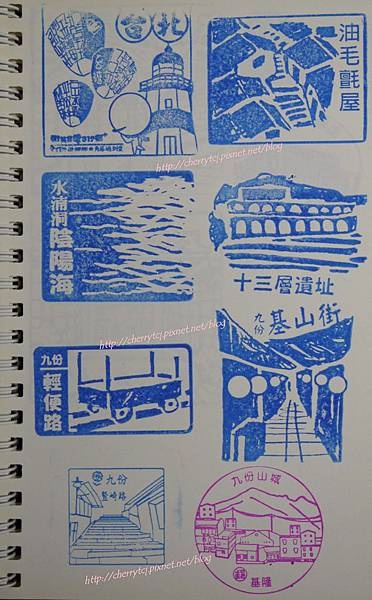 台北
油毛氈屋
http://cherrytcj.pixnet.net/blog
水湳洞
陰陽海
十三層遺址
http://cherrytcj.pixnet.net/blog
九份
基山街
九份
輕便路
九份
豎崎路
九份山城
基隆
http://cherrytcj.pixnet.net/blog